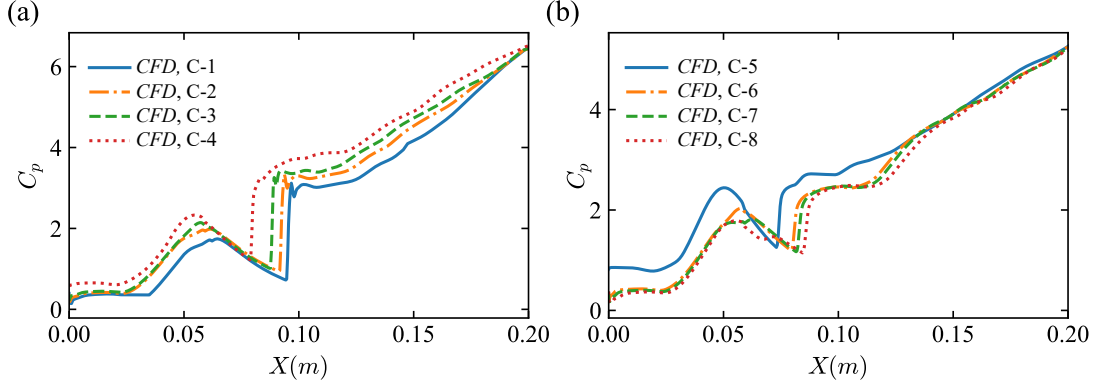 (a)
CFD, C-1
CFD, C-2
CFD, C-3
CFD, C-4
C_p
6
4
2
0
0.00 0.05 0.10 0.15 0.20
X(m)
(b)
CFD, C-5
CFD, C-6
CFD, C-7
CFD, C-8
C_p
4
2
0
0.00 0.05 0.10 0.15 0.20
X(m)